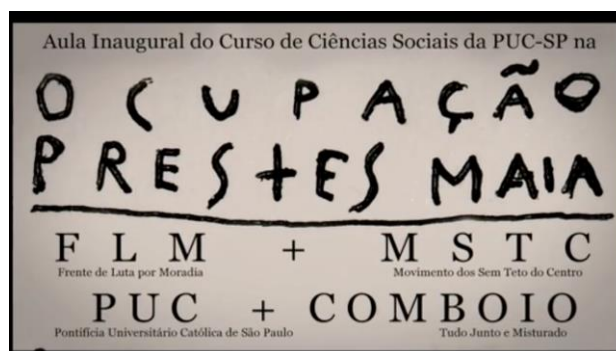 Aula Inaugural do Curso de Ciências Sociais da PUC-SP na
OCUPAÇÃO
PRESTES MAIA
FLM + MSTC
Frente de Luta por Moradia Movimento dos Sem Teto do Centro
PUC + COMBOIO
Pontifícia Universitário Católica de São Paulo Tudo Junto e Misturado